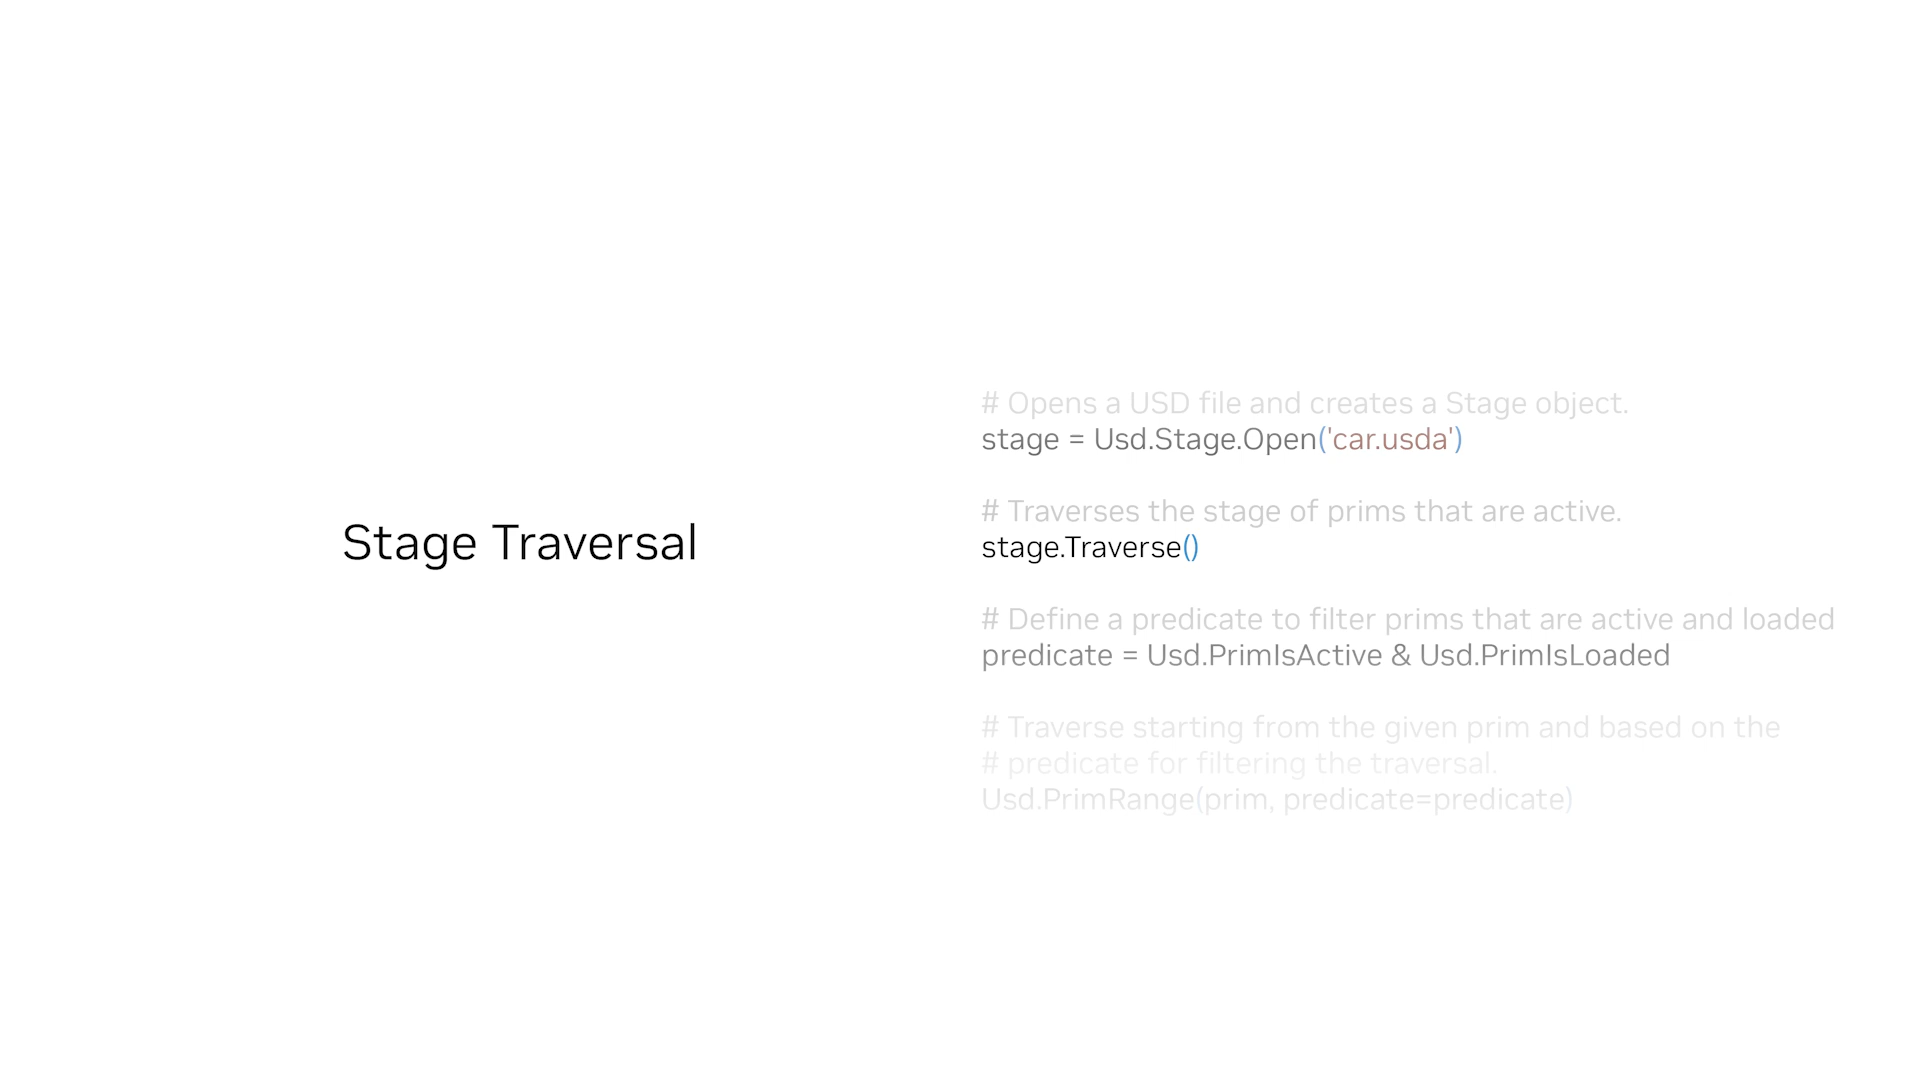 Stage Traversal
# Opens a USD file and creates a Stage object.
stage = Usd.Stage.Open('car.usda')
# Traverses the stage of prims that are active.
stage.Traverse()
# Define a predicate to filter prims that are active and loaded
predicate = Usd.PrimIsActive & Usd.PrimIsLoaded
# Traverse starting from the given prim and based on the
# predicate for filtering the traversal.
Usd.PrimRange(prim, predicate=predicate)